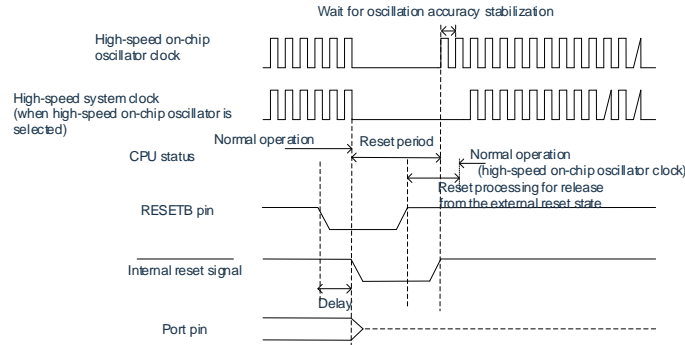 Wait for oscillation accuracy stabilization
High-speed on-chip
oscillator clock
High-speed system clock
(when high-speed on-chip oscillator is
selected)
Normal operation
Reset period
CPU status
Normal operation
(high-speed on-chip oscillator clock)
Reset processing for release
from the external reset state
RESETB pin
Internal reset signal
Delay
Port pin